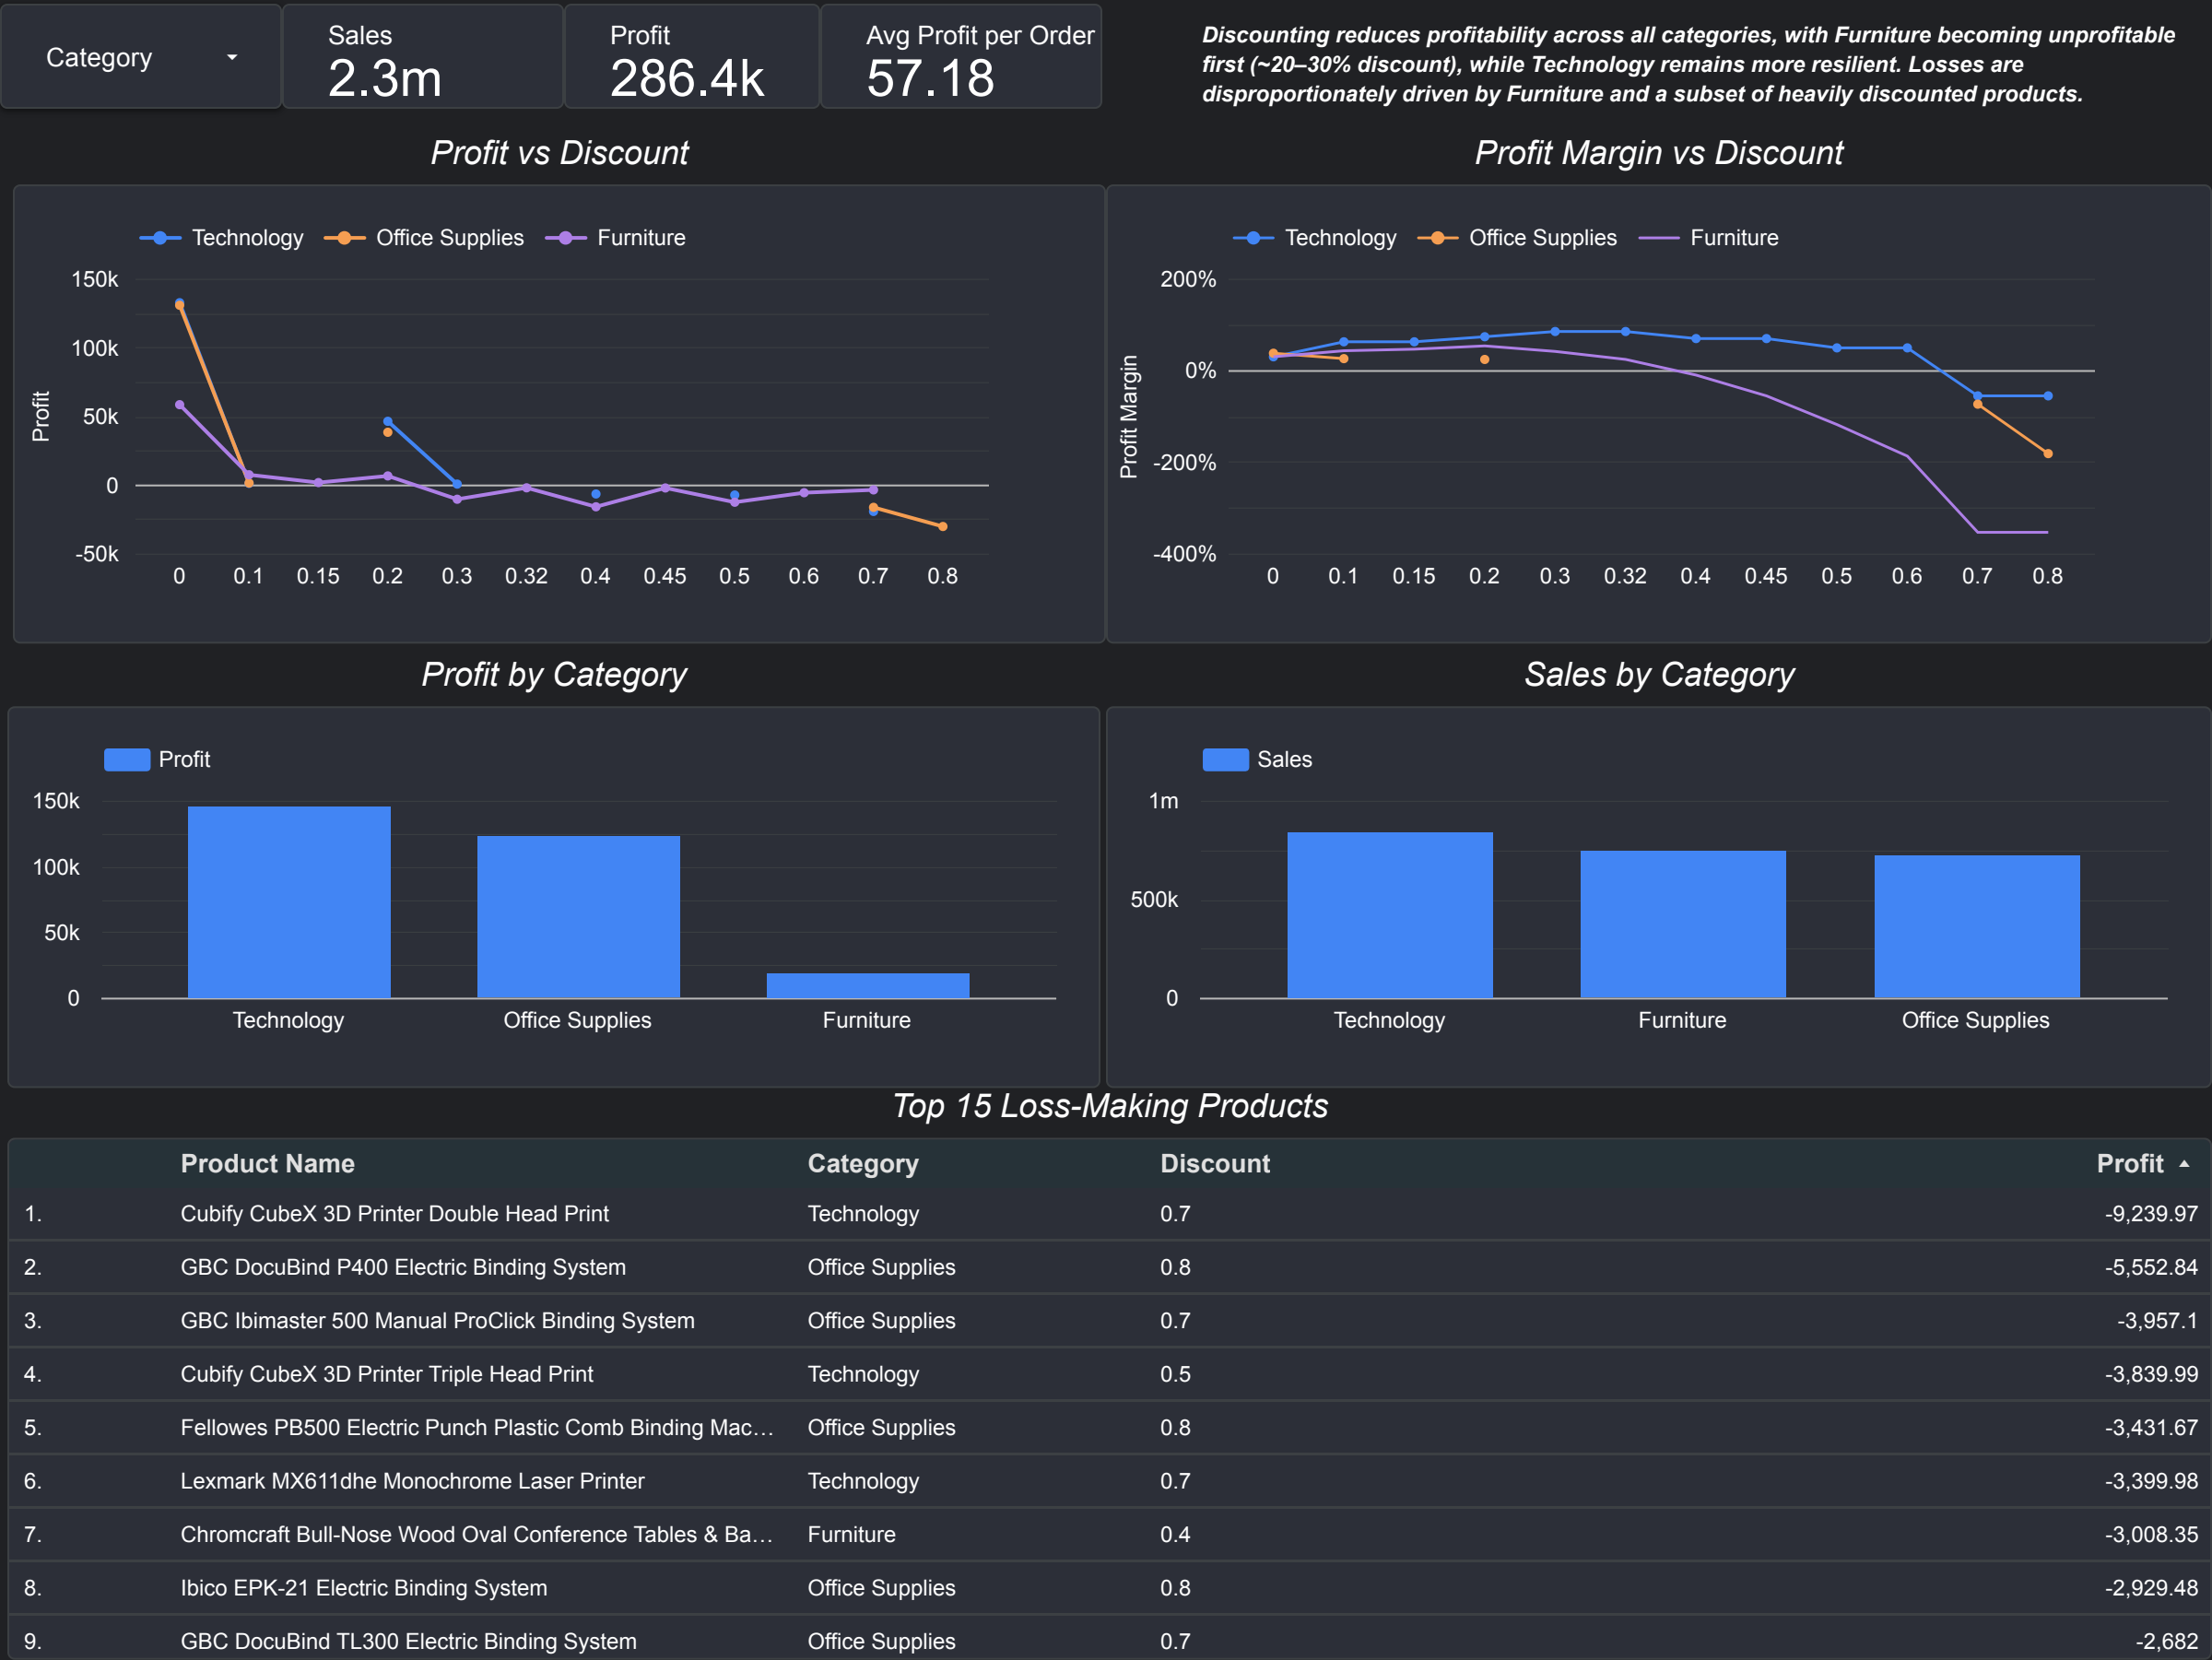 Category
Sales
2.3m
Profit
286.4k
Avg Profit per Order
57.18
Discounting reduces profitability across all categories, with Furniture becoming unprofitable
first (~20–30% discount), while Technology remains more resilient. Losses are
disproportionately driven by Furniture and a subset of heavily discounted products.
Profit vs Discount
Technology Office Supplies Furniture
Profit
150k
100k
50k
0
-50k
0 0.1 0.15 0.2 0.3 0.32 0.4 0.45 0.5 0.6 0.7 0.8
Profit Margin vs Discount
Technology Office Supplies Furniture
Profit Margin
200%
0%
-200%
-400%
0 0.1 0.15 0.2 0.3 0.32 0.4 0.45 0.5 0.6 0.7 0.8
Profit by Category
Profit
150k
100k
50k
0
Technology Office Supplies Furniture
Sales by Category
Sales
1m
500k
0
Technology Furniture Office Supplies
Top 15 Loss-Making Products
Product Name Category Discount Profit
1. Cubify CubeX 3D Printer Double Head Print Technology 0.7 -9,239.97
2. GBC DocuBind P400 Electric Binding System Office Supplies 0.8 -5,552.84
3. GBC Ibimaster 500 Manual ProClick Binding System Office Supplies 0.7 -3,957.1
4. Cubify CubeX 3D Printer Triple Head Print Technology 0.5 -3,839.99
5. Fellowes PB500 Electric Punch Plastic Comb Binding Mac… Office Supplies 0.8 -3,431.67
6. Lexmark MX611dhe Monochrome Laser Printer Technology 0.7 -3,399.98
7. Chromcraft Bull-Nose Wood Oval Conference Tables & Ba… Furniture 0.4 -3,008.35
8. Ibico EPK-21 Electric Binding System Office Supplies 0.8 -2,929.48
9. GBC DocuBind TL300 Electric Binding System Office Supplies 0.7 -2,682